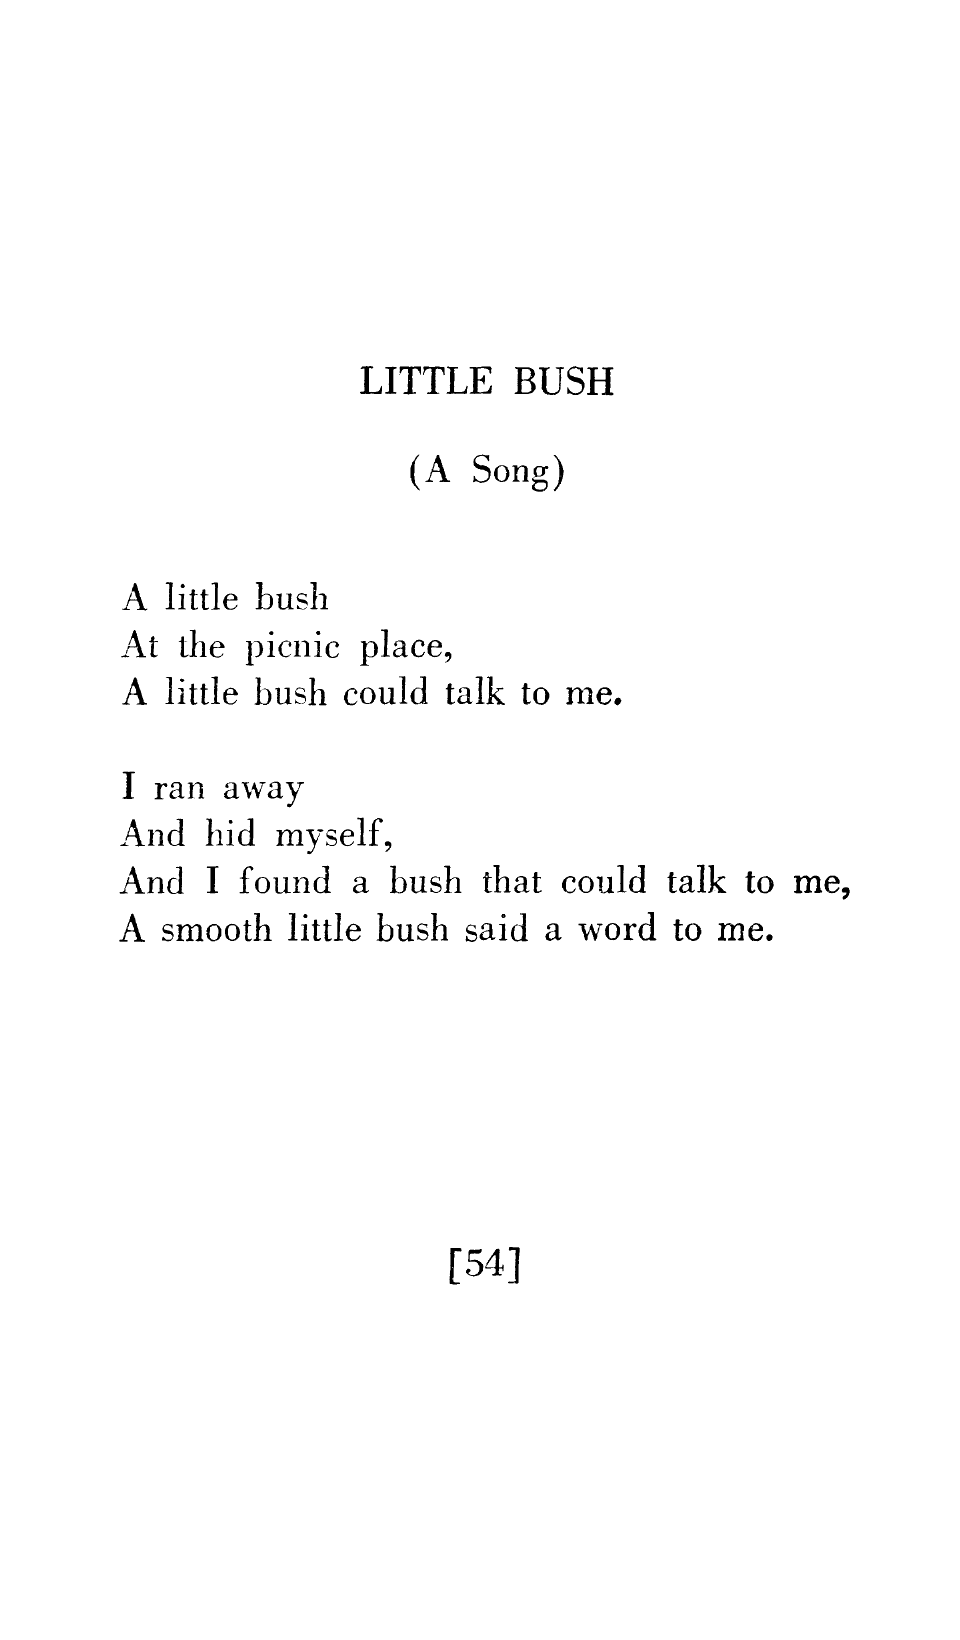 LITTLE BUSH
(A Song)
A little bush
At the picnic place,
A little bush could talk to me.
I ran away
And hid myself,
And I found a bush that could talk to me,
A smooth little bush said a word to me.
[54]